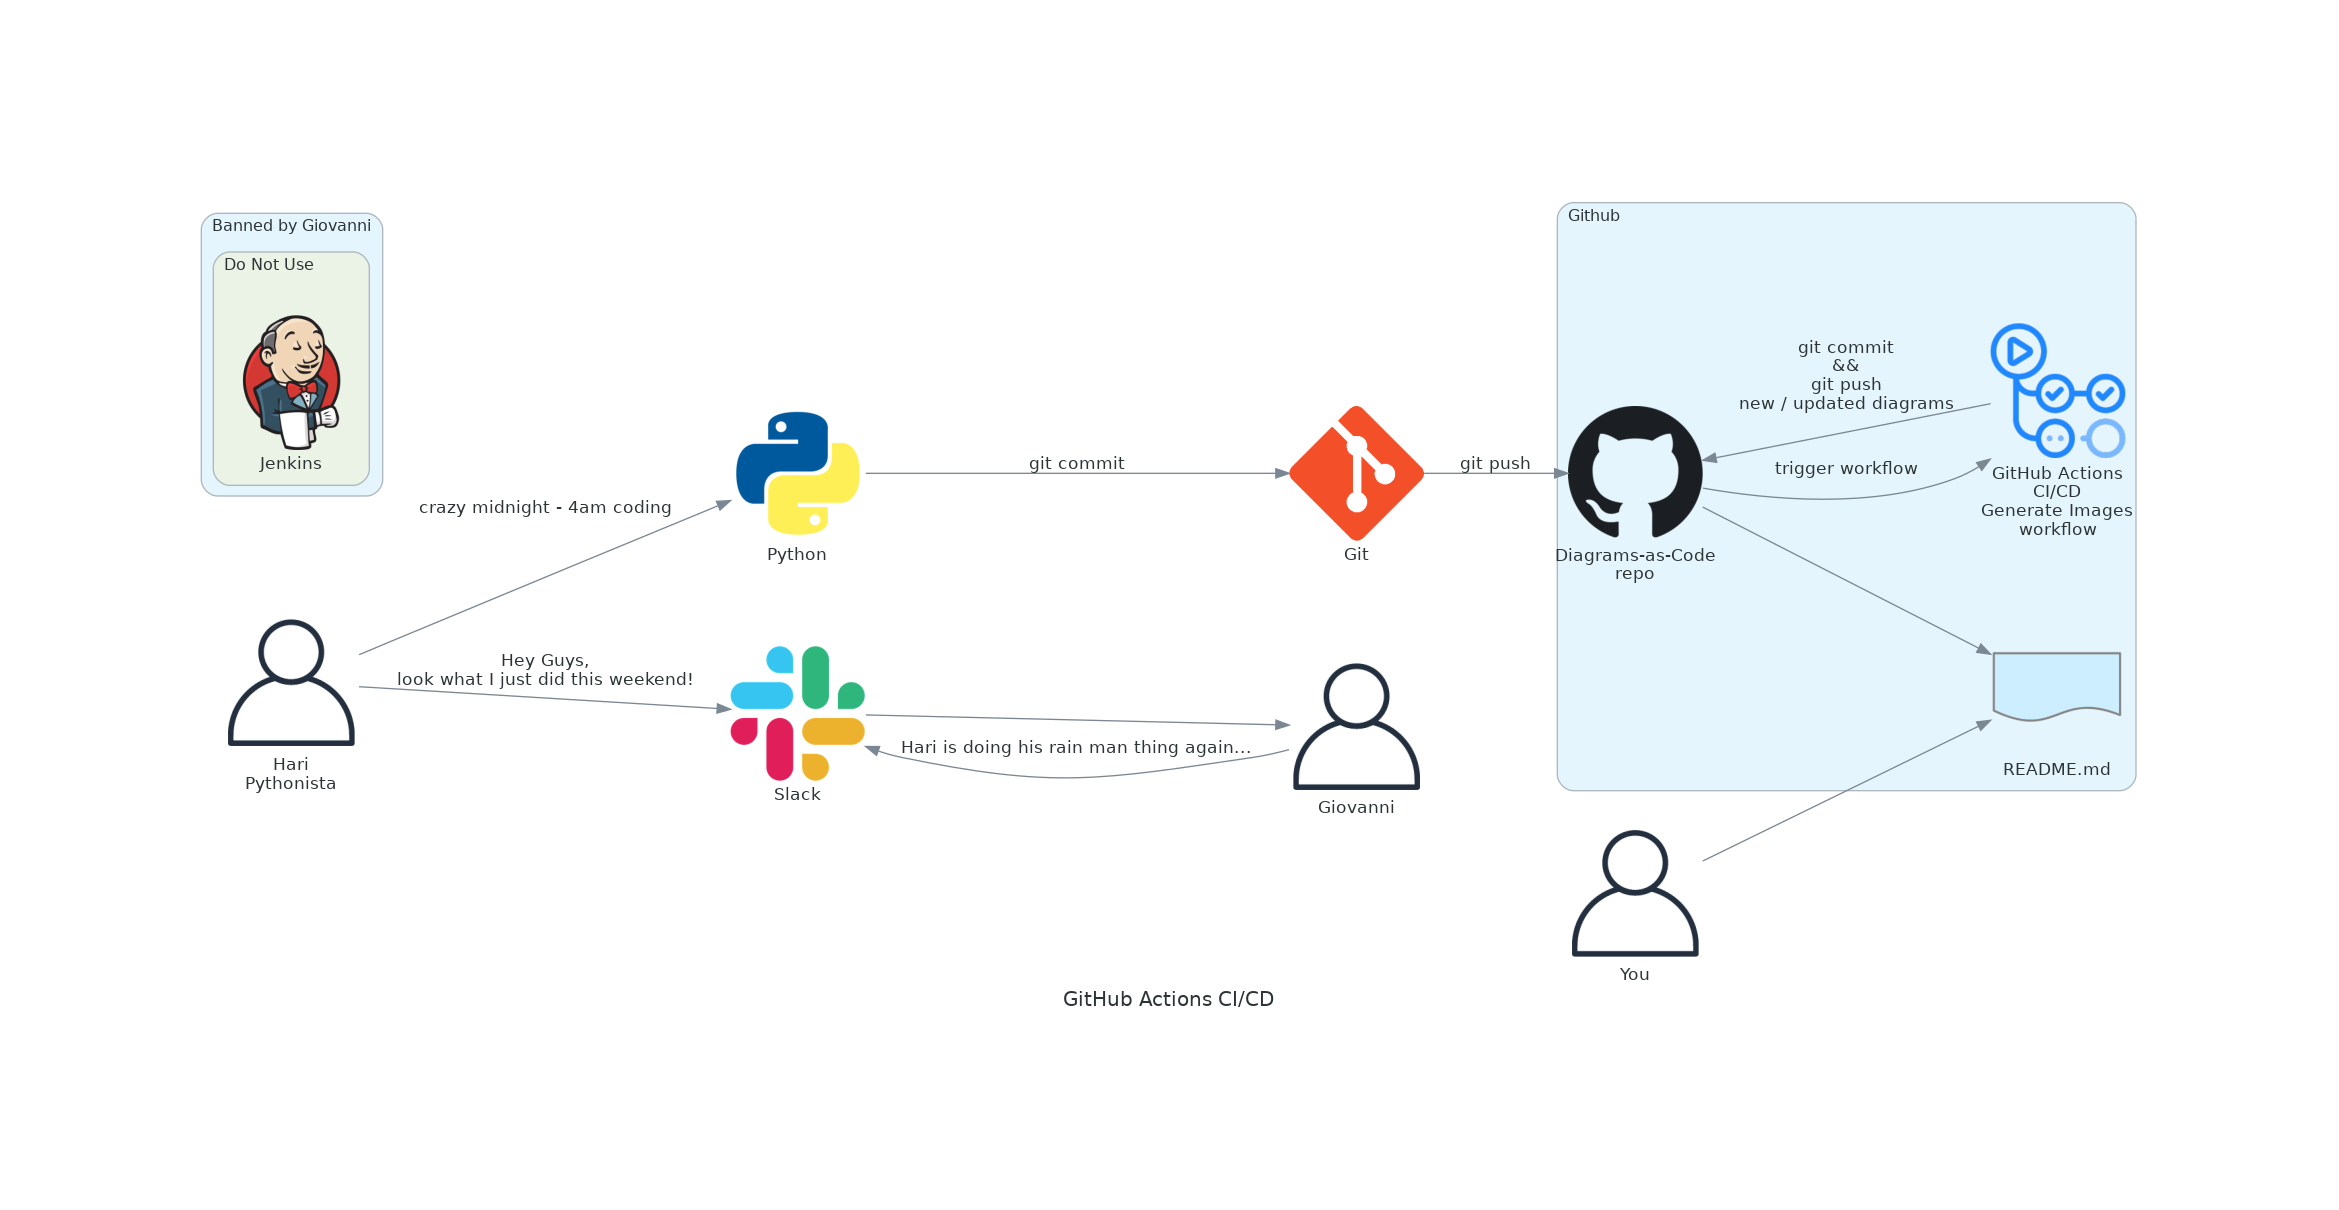 Banned by Giovanni
Do Not Use
Jenkins
Github
git commit
&&
git push
new / updated diagrams
trigger workflow
GitHub Actions
CI/CD
Generate Images
workflow
crazy midnight - 4am coding
git commit
git push
Python
Git
Diagrams-as-Code
repo
Hey Guys,
look what I just did this weekend!
Hari is doing his rain man thing again...
Hari
Pythonista
Slack
Giovanni
README.md
You
GitHub Actions CI/CD